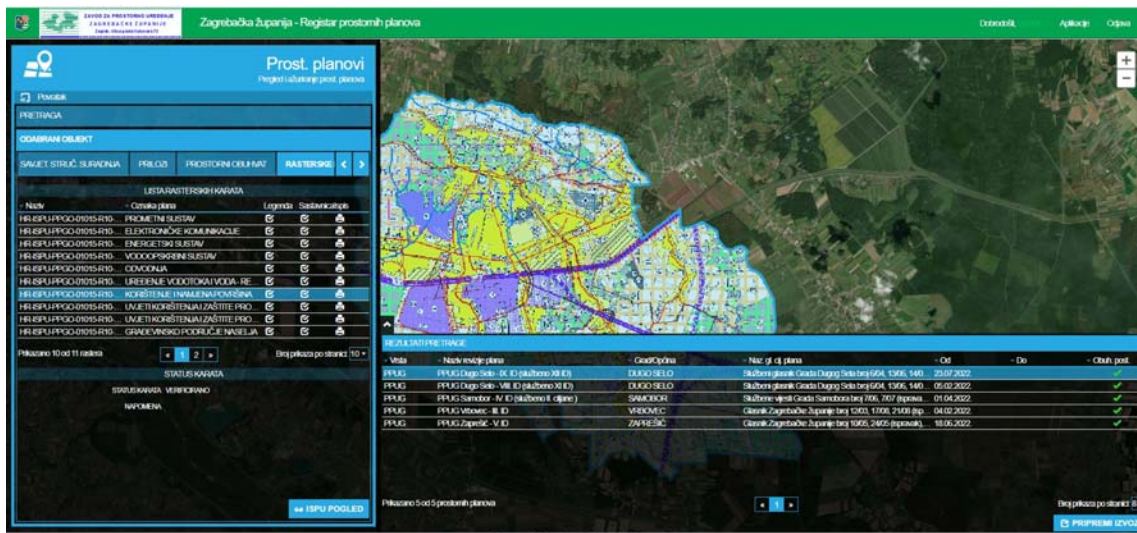 ZAVOD ZA PROSTORNO UREĐENJE
ZAGREBAČKE ŽUPANIJE
Zagrebačka županija - Registar prostornih planova
Dobrodošli,
Aplikacije
Odjava
Prost. planovi
Pregled i ažuriranje prost. planova
Povratak
PRETRAGA
ODABRANI OBJEKT
SAVJET. STRUČ. SURADNJA PRILOZI PROSTORNI OBUHVAT RASTERSKE < >
LISTA RASTERSKIH KARATA
Naziv Oznaka plana Legenda Sastavnica Ispis
HR-ISPU-PPGO-01015-R10-... PROMETNI SUSTAV
HR-ISPU-PPGO-01015-R10-... ELEKTRONIČKE KOMUNIKACIJE
HR-ISPU-PPGO-01015-R10-... ENERGETSKI SUSTAV
HR-ISPU-PPGO-01015-R10-... VODOOPSKRBNI SUSTAV
HR-ISPU-PPGO-01015-R10-... ODVODNJA
HR-ISPU-PPGO-01015-R10-... UREĐENJE VODOTOKA I VODA - RE...
HR-ISPU-PPGO-01015-R10-... KORIŠTENJE I NAMJENA POVRŠINA
HR-ISPU-PPGO-01015-R10-... UVJETI KORIŠTENJA I ZAŠTITE PRO...
HR-ISPU-PPGO-01015-R10-... UVJETI KORIŠTENJA I ZAŠTITE PRO...
HR-ISPU-PPGO-01015-R10-... GRAĐEVINSKO PODRUČJE NASELJA
Prikazano 10 od 11 rastera « 1 2 » Broj prikaza po stranici: 10
STATUS KARATA
STATUS KARATA VERIFICIRANO
NAPOMENA
ISPU POGLED
+
−
REZULTATI PRETRAGE
Vrsta Naziv revizije plana Grad/Općina Naz. gl. cij. plana Od Do Obuh. post.
PPUG PPUG Dugo Selo - IX. ID (službeno XII ID) DUGO SELO Službeni glasnik Grada Dugog Sela broj 6/04, 13/06, 14/0... 23.07.2022.
PPUG PPUG Dugo Selo - VIII. ID (službeno XI ID) DUGO SELO Službeni glasnik Grada Dugog Sela broj 6/04, 13/06, 14/0... 05.02.2022.
PPUG PPUG Samobor - IV. ID (službeno II. ciljane ) SAMOBOR Službene vijesti Grada Samobora broj 7/06, 7/07 (isprava... 01.04.2022.
PPUG PPUG Vrbovec - III. ID VRBOVEC Glasnik Zagrebačke županije broj 12/03, 17/08, 21/08 (isp... 04.02.2022.
PPUG PPUG Zaprešić - V. ID ZAPREŠIĆ Glasnik Zagrebačke županije broj 10/05, 24/05 (ispravak),... 18.06.2022.
Prikazano 5 od 5 prostornih planova « 1 » Broj prikaza po stranici: 8
PRIPREMI IZVOZ